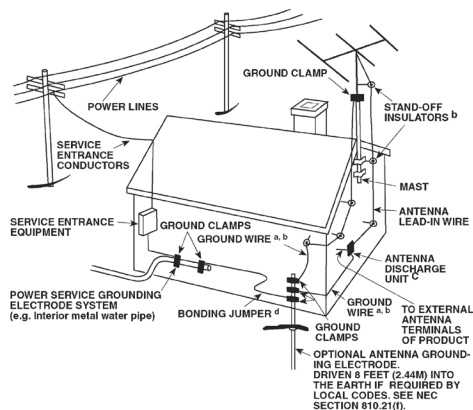 GROUND CLAMP
POWER LINES
STAND-OFF
INSULATORS b
SERVICE
ENTRANCE
CONDUCTORS
MAST
ANTENNA
LEAD-IN WIRE
SERVICE ENTRANCE
EQUIPMENT
GROUND CLAMPS
GROUND WIRE a, b
ANTENNA
DISCHARGE
UNIT C
POWER SERVICE GROUNDING
ELECTRODE SYSTEM
(e.g. Interior metal water pipe)
BONDING JUMPER d
GROUND
WIRE a, b
TO EXTERNAL
ANTENNA
TERMINALS
OF PRODUCT
GROUND
CLAMPS
OPTIONAL ANTENNA GROUND-
ING ELECTRODE.
DRIVEN 8 FEET (2.44M) INTO
THE EARTH IF REQUIRED BY
LOCAL CODES. SEE NEC
SECTION 810.21(f).